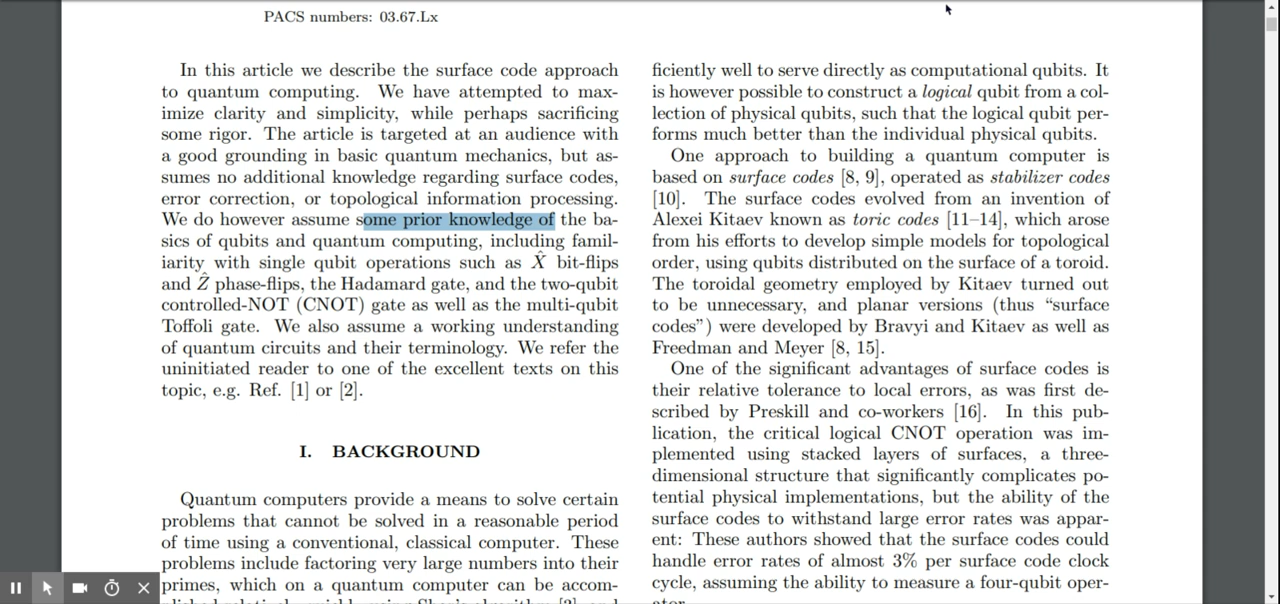 PACS numbers: 03.67.Lx
In this article we describe the surface code approach
to quantum computing. We have attempted to max-
imize clarity and simplicity, while perhaps sacrificing
some rigor. The article is targeted at an audience with
a good grounding in basic quantum mechanics, but as-
sumes no additional knowledge regarding surface codes,
error correction, or topological information processing.
We do however assume some prior knowledge of the ba-
sics of qubits and quantum computing, including famil-
iarity with single qubit operations such as X̂ bit-flips
and Ẑ phase-flips, the Hadamard gate, and the two-qubit
controlled-NOT (CNOT) gate as well as the multi-qubit
Toffoli gate. We also assume a working understanding
of quantum circuits and their terminology. We refer the
uninitiated reader to one of the excellent texts on this
topic, e.g. Ref. [1] or [2].
I. BACKGROUND
Quantum computers provide a means to solve certain
problems that cannot be solved in a reasonable period
of time using a conventional, classical computer. These
problems include factoring very large numbers into their
primes, which on a quantum computer can be accom-
ficiently well to serve directly as computational qubits. It
is however possible to construct a logical qubit from a col-
lection of physical qubits, such that the logical qubit per-
forms much better than the individual physical qubits.
One approach to building a quantum computer is
based on surface codes [8, 9], operated as stabilizer codes
[10]. The surface codes evolved from an invention of
Alexei Kitaev known as toric codes [11–14], which arose
from his efforts to develop simple models for topological
order, using qubits distributed on the surface of a toroid.
The toroidal geometry employed by Kitaev turned out
to be unnecessary, and planar versions (thus “surface
codes”) were developed by Bravyi and Kitaev as well as
Freedman and Meyer [8, 15].
One of the significant advantages of surface codes is
their relative tolerance to local errors, as was first de-
scribed by Preskill and co-workers [16]. In this pub-
lication, the critical logical CNOT operation was im-
plemented using stacked layers of surfaces, a three-
dimensional structure that significantly complicates po-
tential physical implementations, but the ability of the
surface codes to withstand large error rates was appar-
ent: These authors showed that the surface codes could
handle error rates of almost 3% per surface code clock
cycle, assuming the ability to measure a four-qubit oper-